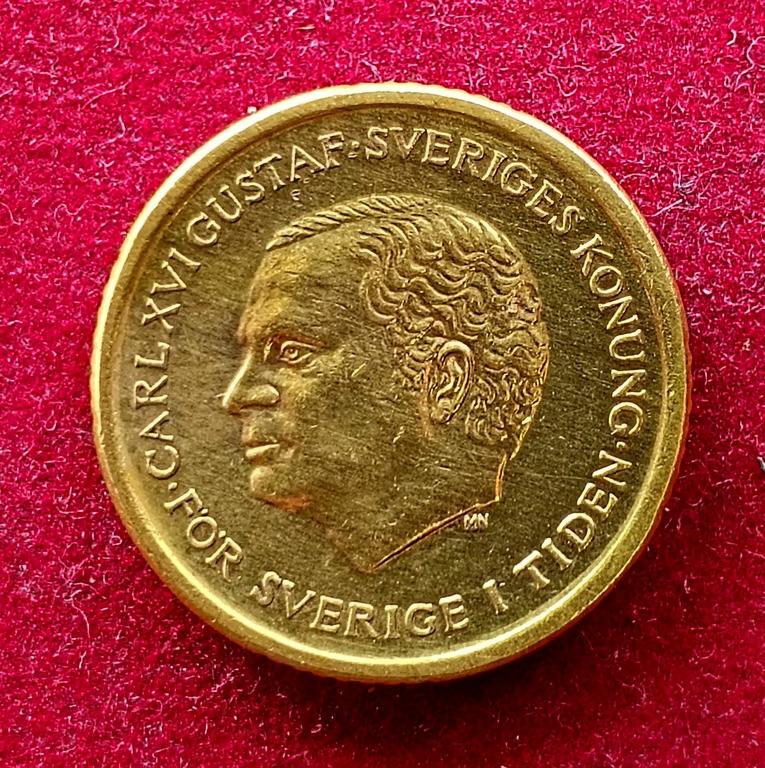 CARL XVI GUSTAF · SVERIGES KONUNG ·
FÖR SVERIGE I TIDEN ·
MN